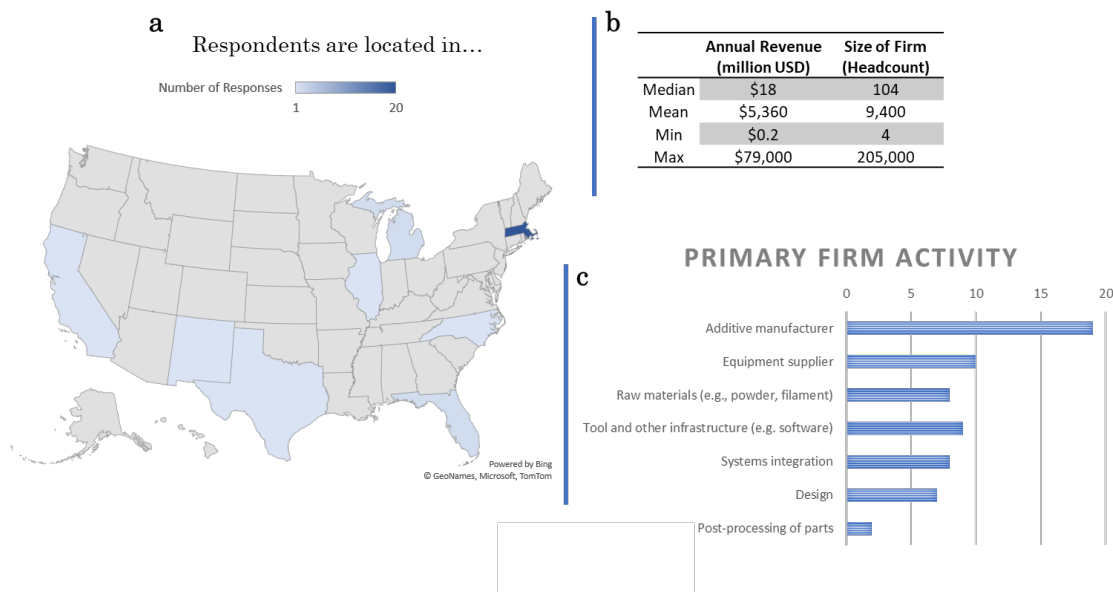 a
Respondents are located in...
Number of Responses
1 20
Powered by Bing
© GeoNames, Microsoft, TomTom
b
Annual Revenue Size of Firm
(million USD) (Headcount)
Median $18 104
Mean $5,360 9,400
Min $0.2 4
Max $79,000 205,000
c
PRIMARY FIRM ACTIVITY
0 5 10 15 20
Additive manufacturer
Equipment supplier
Raw materials (e.g., powder, filament)
Tool and other infrastructure (e.g. software)
Systems integration
Design
Post-processing of parts